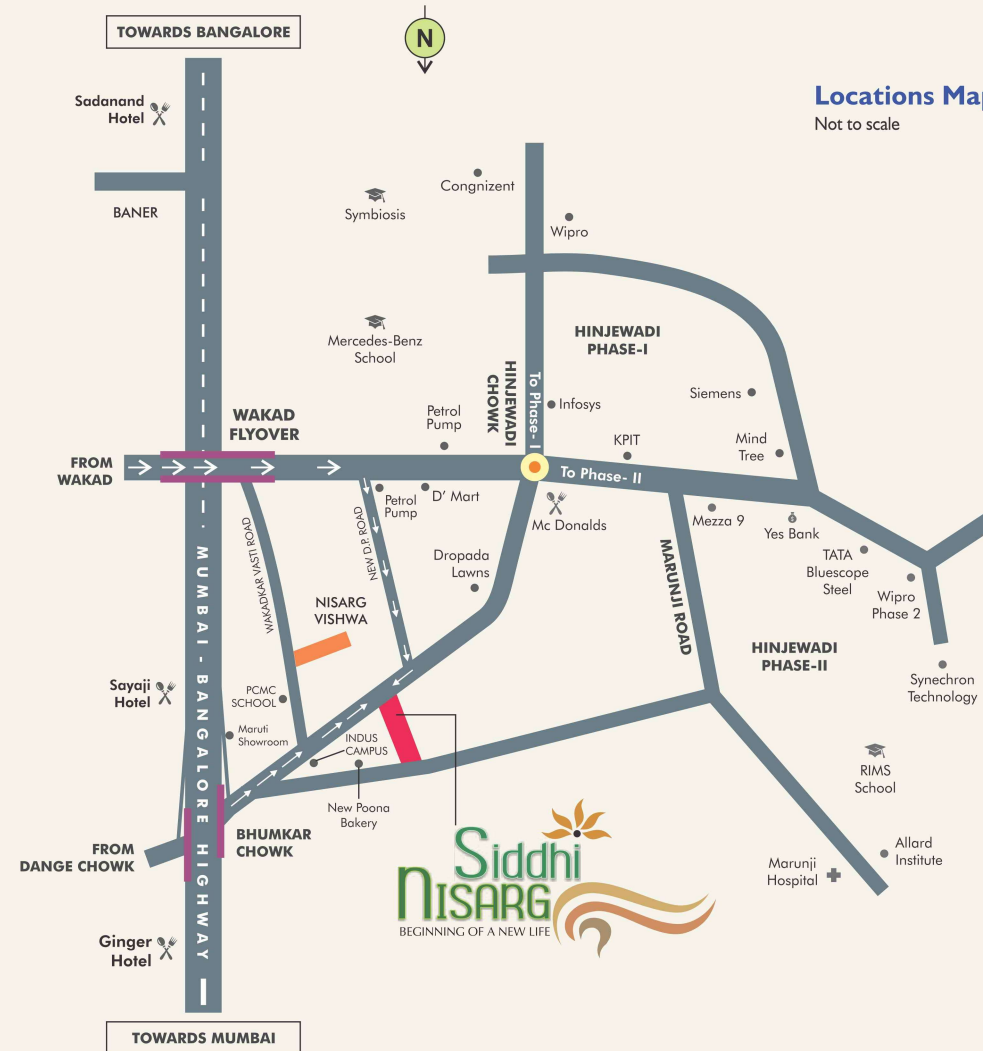 TOWARDS BANGALORE
N
Locations Map
Not to scale
Sadanand
Hotel
BANER
Congnizent
Symbiosis
Wipro
Mercedes-Benz
School
HINJEWADI
PHASE-I
HINJEWADI
CHOWK
To Phase- I
Infosys
Siemens
WAKAD
FLYOVER
Petrol
Pump
KPIT
Mind
Tree
FROM
WAKAD
To Phase- II
Petrol
Pump
D' Mart
Mc Donalds
Mezza 9
Yes Bank
WAKADKAR VASTI ROAD
NEW D.P. ROAD
Dropada
Lawns
MARUNJI ROAD
TATA
Bluescope
Steel
Wipro
Phase 2
NISARG
VISHWA
HINJEWADI
PHASE-II
MUMBAI-BANGALORE HIGHWAY
Sayaji
Hotel
PCMC
SCHOOL
Synechron
Technology
Maruti
Showroom
INDUS
CAMPUS
RIMS
School
New Poona
Bakery
BHUMKAR
CHOWK
FROM
DANGE CHOWK
Siddhi
NISARG
BEGINNING OF A NEW LIFE
Marunji
Hospital
Allard
Institute
Ginger
Hotel
TOWARDS MUMBAI